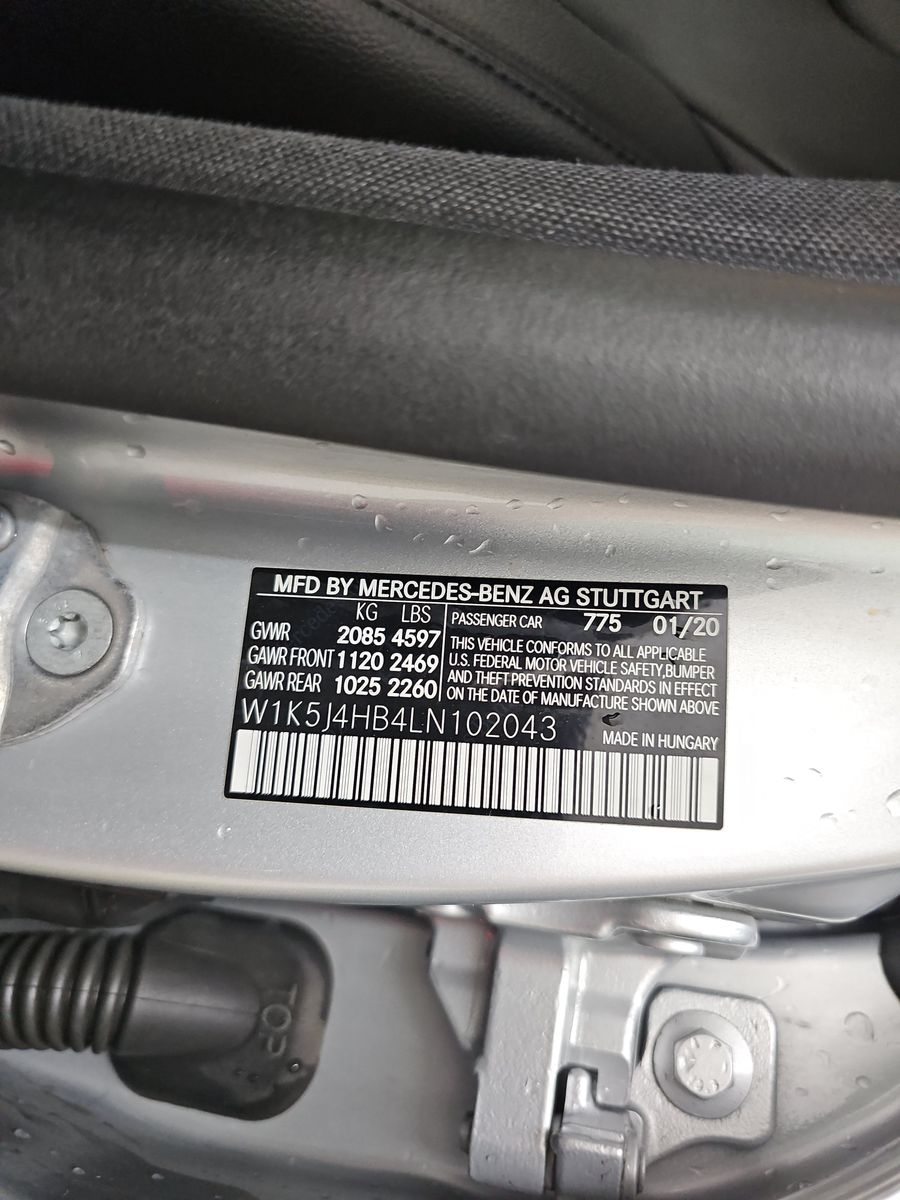 MFD BY MERCEDES-BENZ AG STUTTGART
KG LBS
GVWR 2085 4597
GAWR FRONT 1120 2469
GAWR REAR 1025 2260
PASSENGER CAR 775 01/20
THIS VEHICLE CONFORMS TO ALL APPLICABLE
U.S. FEDERAL MOTOR VEHICLE SAFETY,BUMPER
AND THEFT PREVENTION STANDARDS IN EFFECT
ON THE DATE OF MANUFACTURE SHOWN ABOVE
W1K5J4HB4LN102043
MADE IN HUNGARY
TOP